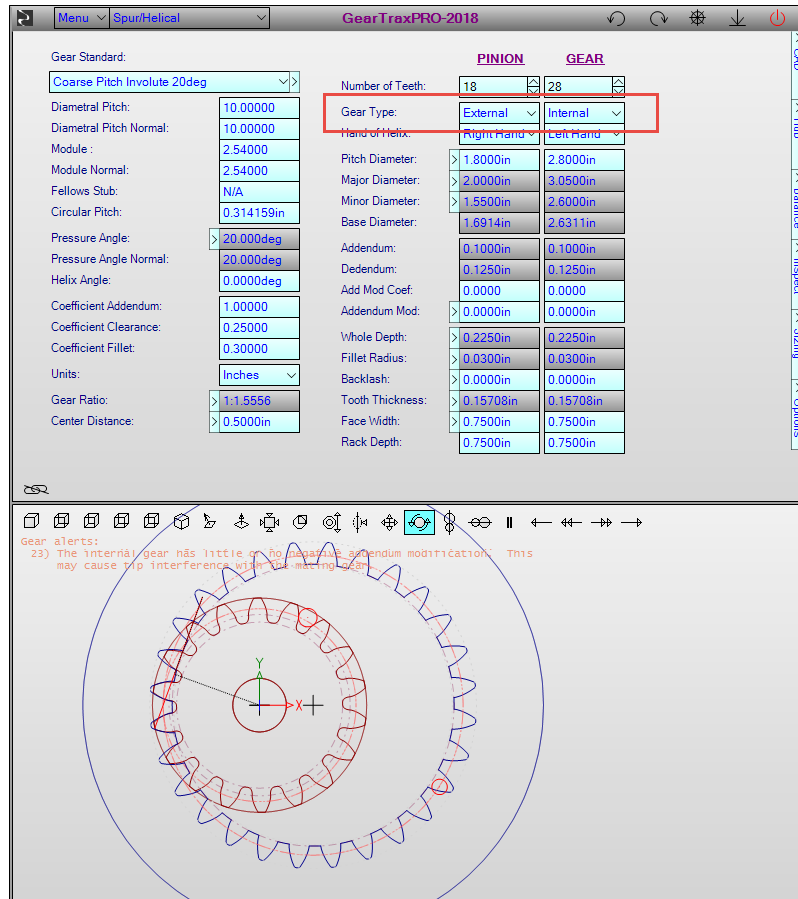 Menu Spur/Helical GearTraxPRO-2018
Gear Standard:
Coarse Pitch Involute 20deg
Diametral Pitch: 10.00000
Diametral Pitch Normal: 10.00000
Module : 2.54000
Module Normal: 2.54000
Fellows Stub: N/A
Circular Pitch: 0.314159in
Pressure Angle: 20.000deg
Pressure Angle Normal: 20.000deg
Helix Angle: 0.0000deg
Coefficient Addendum: 1.00000
Coefficient Clearance: 0.25000
Coefficient Fillet: 0.30000
Units: Inches
Gear Ratio: 1:1.5556
Center Distance: 0.5000in
PINION GEAR
Number of Teeth: 18 28
Gear Type: External Internal
Hand of Helix: Right Hand Left Hand
Pitch Diameter: 1.8000in 2.8000in
Major Diameter: 2.0000in 3.0500in
Minor Diameter: 1.5500in 2.6000in
Base Diameter: 1.6914in 2.6311in
Addendum: 0.1000in 0.1000in
Dedendum: 0.1250in 0.1250in
Add Mod Coef: 0.0000 0.0000
Addendum Mod: 0.0000in 0.0000in
Whole Depth: 0.2250in 0.2250in
Fillet Radius: 0.0300in 0.0300in
Backlash: 0.0000in 0.0000in
Tooth Thickness: 0.15708in 0.15708in
Face Width: 0.7500in 0.7500in
Rack Depth: 0.7500in 0.7500in
CAD
Hub
Balance
Inspect
Sizing
Options
Gear alerts:
23) The internal gear has little or no negative addendum modification. This
may cause tip interference with the mating gear.
Y
X